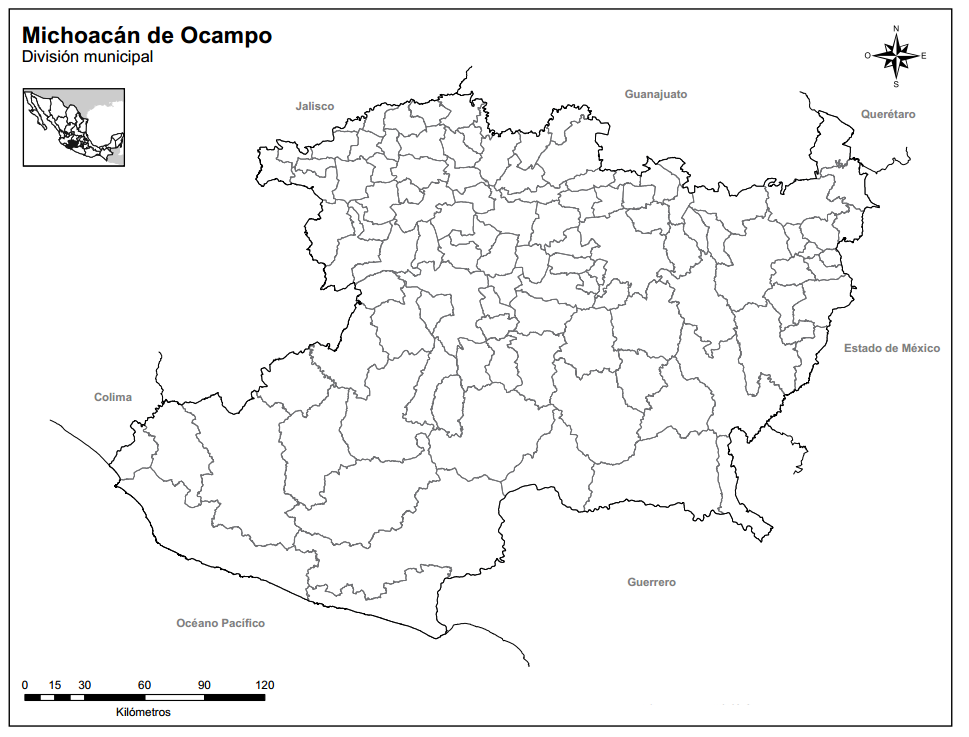 Michoacán de Ocampo
División municipal
N
O
E
S
Guanajuato
Jalisco
Querétaro
Estado de México
Colima
Guerrero
Océano Pacífico
0 15 30 60 90 120
Kilómetros